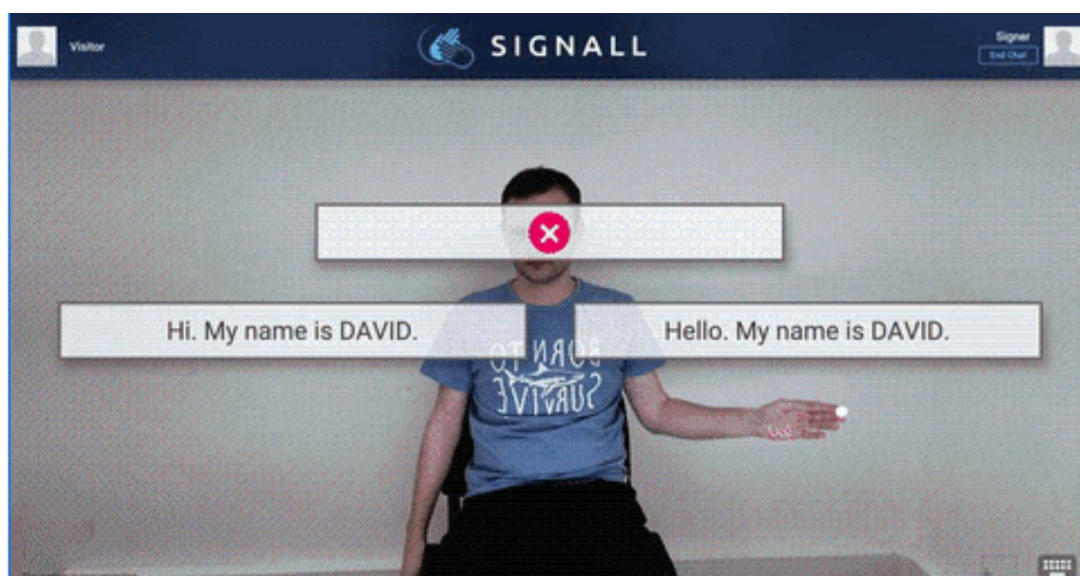 Visitor
SIGNALL
Signer
End Chat
Hi. My name is DAVID.
Hello. My name is DAVID.
BORN TO
SURVIVE